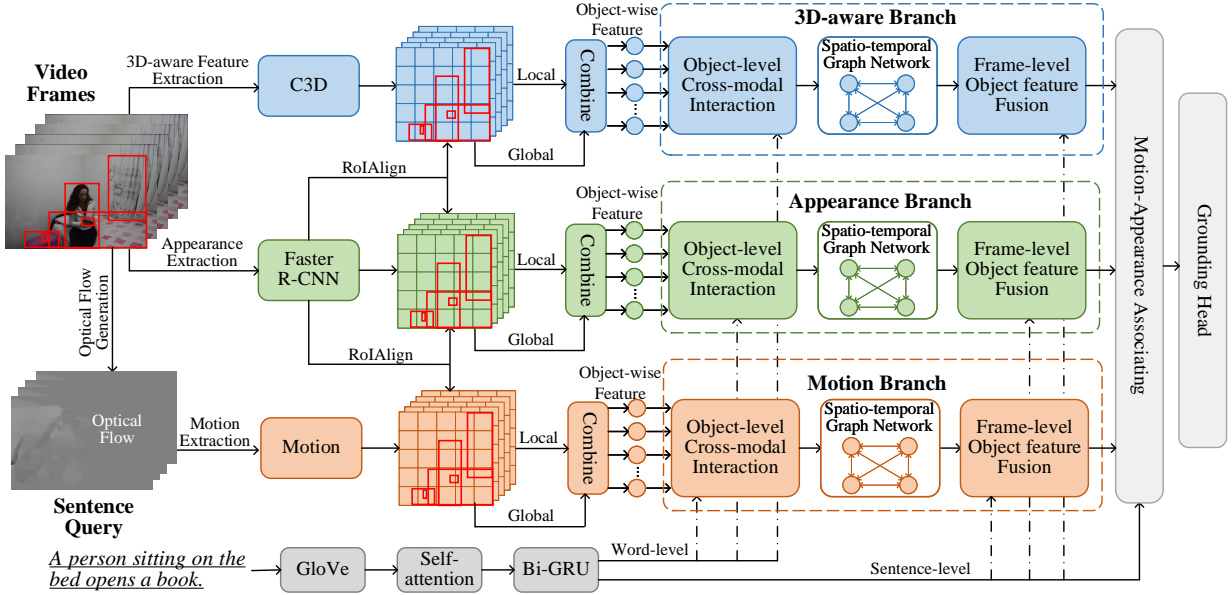 Video
Frames
3D-aware Feature
Extraction
C3D
Local
Global
Combine
Object-wise
Feature
3D-aware Branch
Object-level
Cross-modal
Interaction
Spatio-temporal
Graph Network
Frame-level
Object feature
Fusion
RoIAlign
Appearance
Extraction
Faster
R-CNN
Local
Global
Combine
Object-wise
Feature
Appearance Branch
Object-level
Cross-modal
Interaction
Spatio-temporal
Graph Network
Frame-level
Object feature
Fusion
Optical Flow
Generation
RoIAlign
Optical
Flow
Motion
Extraction
Motion
Local
Global
Combine
Object-wise
Feature
Motion Branch
Object-level
Cross-modal
Interaction
Spatio-temporal
Graph Network
Frame-level
Object feature
Fusion
Motion-Appearance Associating
Grounding Head
Sentence
Query
A person sitting on the
bed opens a book.
GloVe
Self-
attention
Bi-GRU
Word-level
Sentence-level